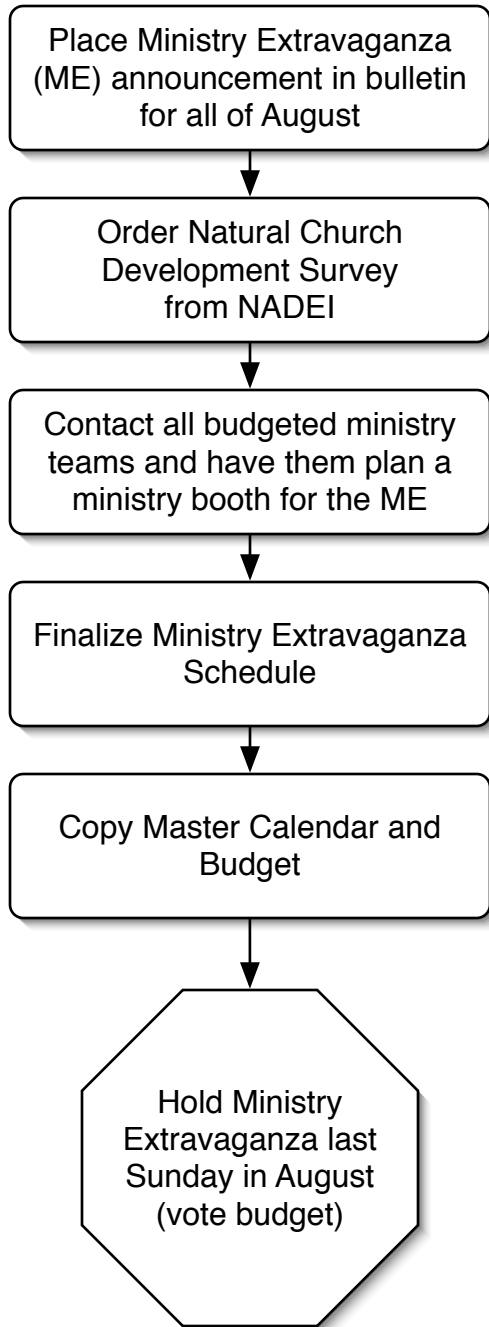 Place Ministry Extravaganza
(ME) announcement in bulletin
for all of August
Order Natural Church
Development Survey
from NADEI
Contact all budgeted ministry
teams and have them plan a
ministry booth for the ME
Finalize Ministry Extravaganza
Schedule
Copy Master Calendar and
Budget
Hold Ministry
Extravaganza last
Sunday in August
(vote budget)